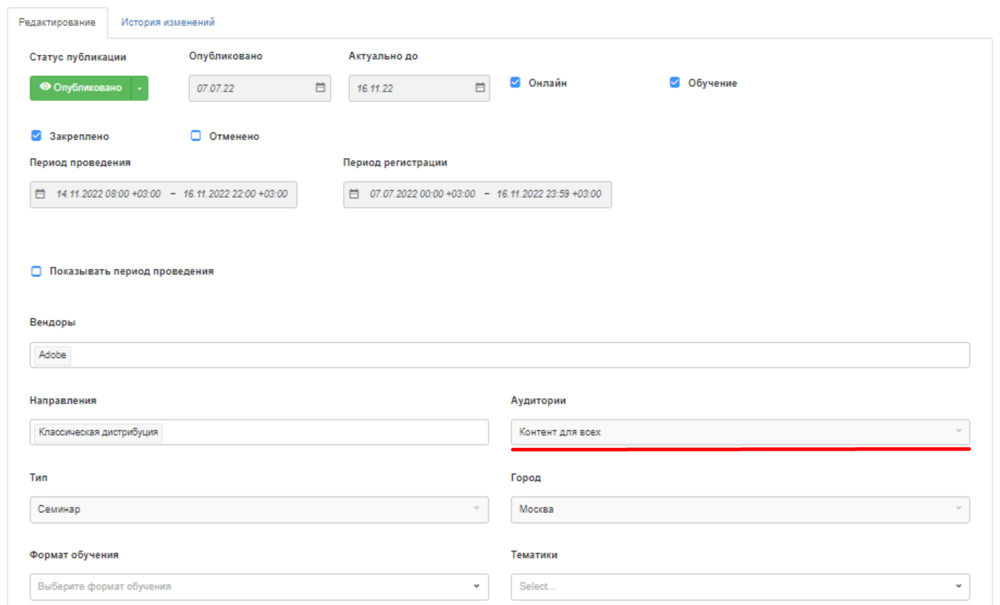 Редактирование История изменений
Статус публикации Опубликовано Актуально до
Опубликовано - 07.07.22 16.11.22 Онлайн Обучение
Закреплено Отменено
Период проведения Период регистрации
14.11.2022 08:00 +03:00 – 16.11.2022 22:00 +03:00 07.07.2022 00:00 +03:00 – 16.11.2022 23:59 +03:00
Показывать период проведения
Вендоры
Adobe
Направления Аудитории
Классическая дистрибуция Контент для всех
Тип Город
Семинар Москва
Формат обучения Тематики
Выберите формат обучения Select...